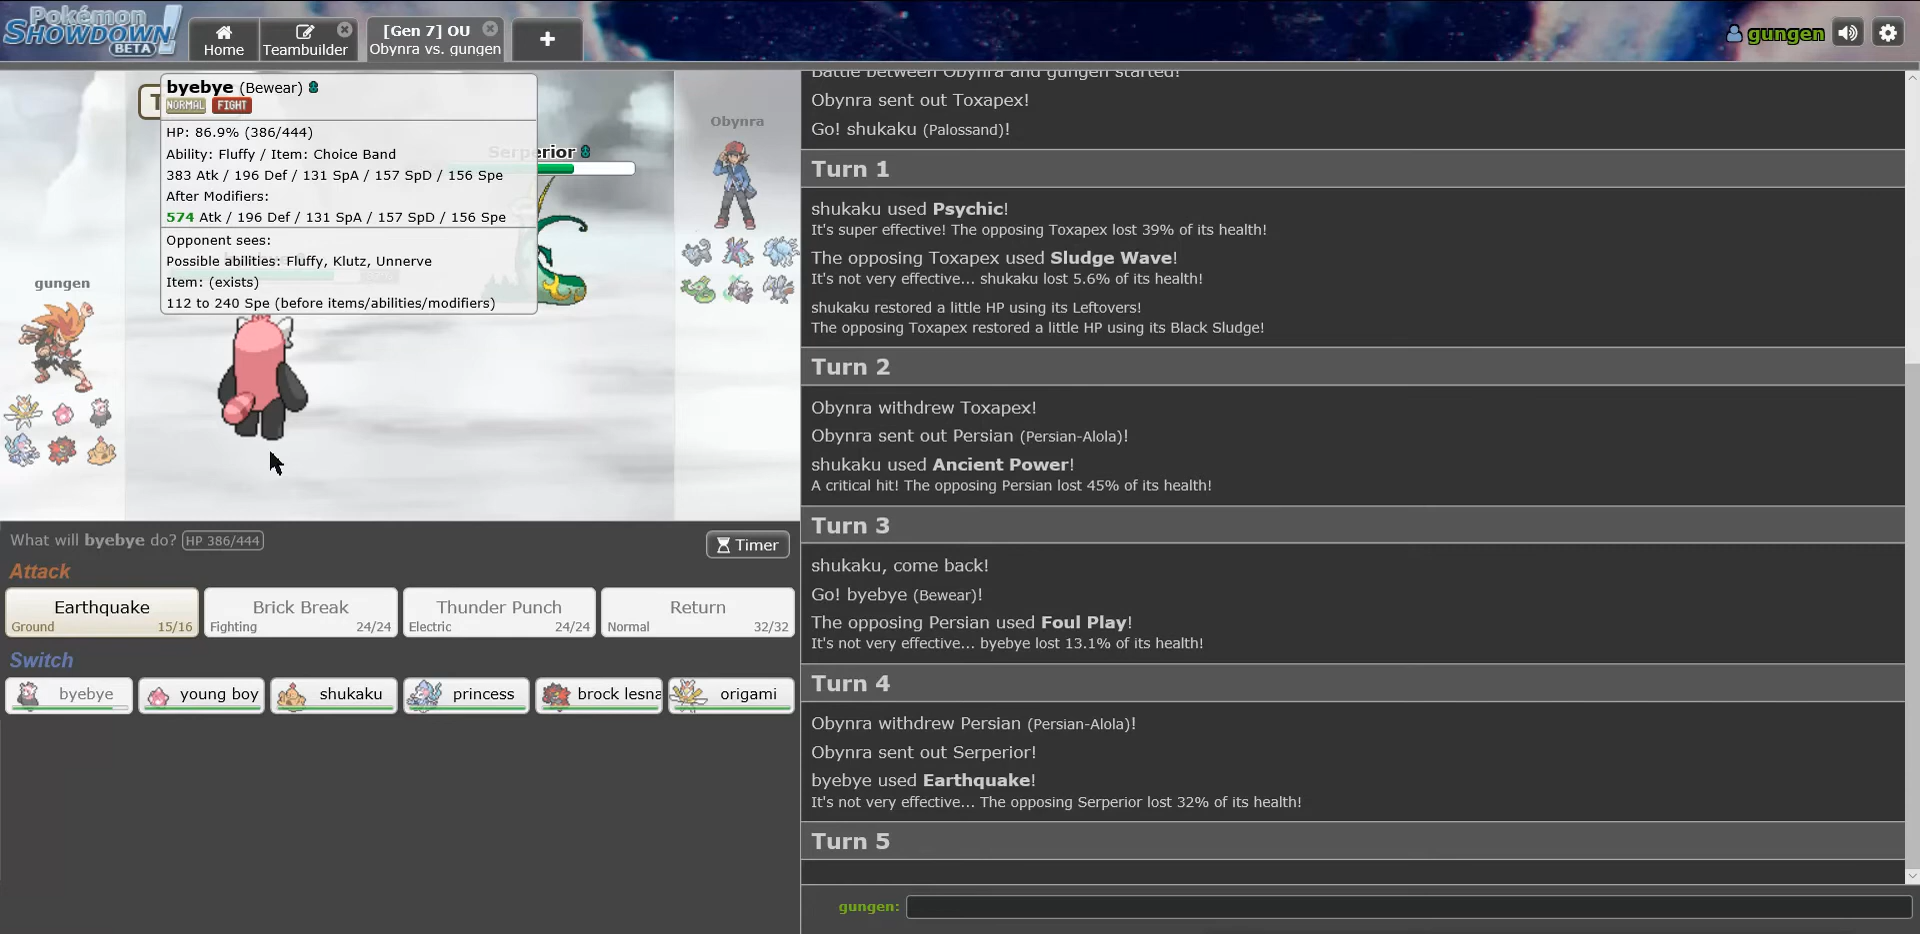 Pokémon
SHOWDOWN!
BETA
Home
Teambuilder
[Gen 7] OU
Obynra vs. gungen
+
gungen
T
byebye (Bewear)
NORMAL FIGHT
HP: 86.9% (386/444)
Ability: Fluffy / Item: Choice Band
383 Atk / 196 Def / 131 SpA / 157 SpD / 156 Spe
After Modifiers:
574 Atk / 196 Def / 131 SpA / 157 SpD / 156 Spe
Opponent sees:
Possible abilities: Fluffy, Klutz, Unnerve
Item: (exists)
112 to 240 Spe (before items/abilities/modifiers)
Serperior
Obynra
gungen
What will byebye do? HP 386/444
Timer
Attack
Earthquake
Ground 15/16
Brick Break
Fighting 24/24
Thunder Punch
Electric 24/24
Return
Normal 32/32
Switch
byebye
young boy
shukaku
princess
brock lesna
origami
Battle between Obynra and gungen started!
Obynra sent out Toxapex!
Go! shukaku (Palossand)!
Turn 1
shukaku used Psychic!
It's super effective! The opposing Toxapex lost 39% of its health!
The opposing Toxapex used Sludge Wave!
It's not very effective... shukaku lost 5.6% of its health!
shukaku restored a little HP using its Leftovers!
The opposing Toxapex restored a little HP using its Black Sludge!
Turn 2
Obynra withdrew Toxapex!
Obynra sent out Persian (Persian-Alola)!
shukaku used Ancient Power!
A critical hit! The opposing Persian lost 45% of its health!
Turn 3
shukaku, come back!
Go! byebye (Bewear)!
The opposing Persian used Foul Play!
It's not very effective... byebye lost 13.1% of its health!
Turn 4
Obynra withdrew Persian (Persian-Alola)!
Obynra sent out Serperior!
byebye used Earthquake!
It's not very effective... The opposing Serperior lost 32% of its health!
Turn 5
gungen: